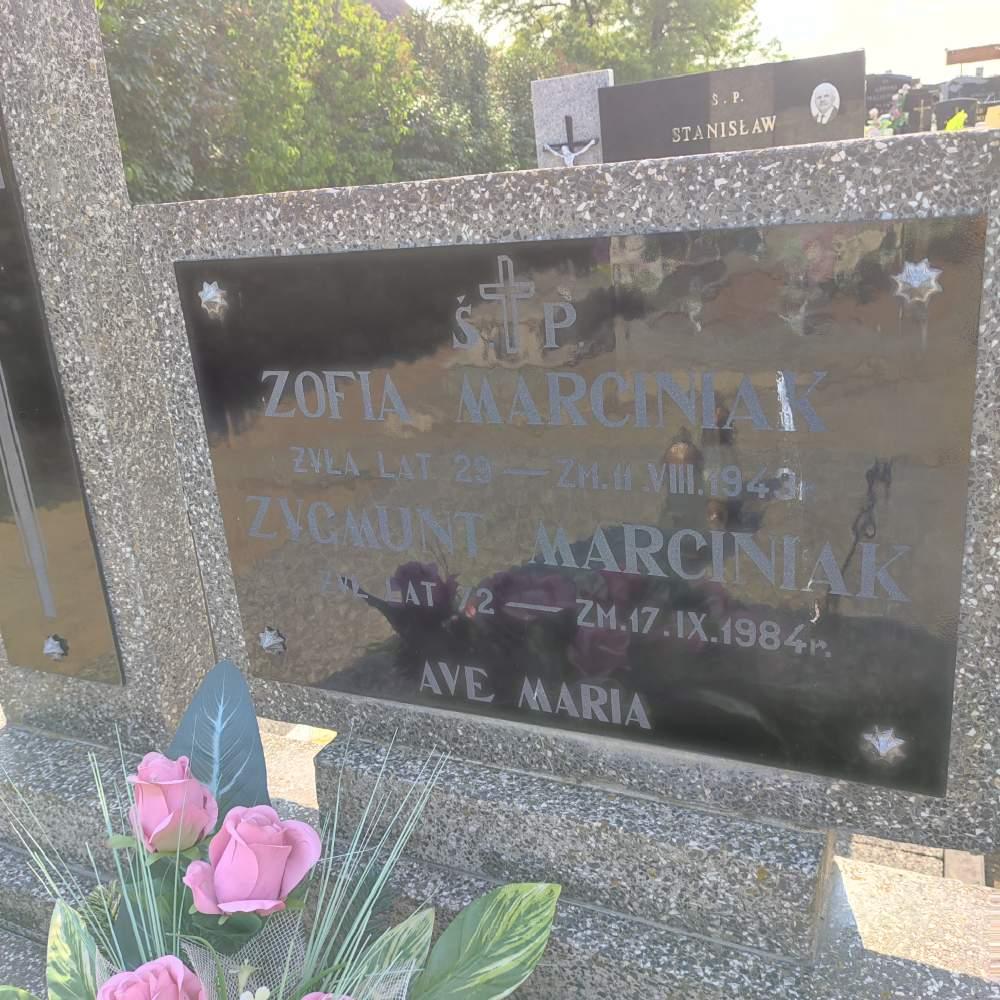 Ś. P.
STANISŁAW
Ś. P.
ZOFIA MARCINIAK
ŻYŁA LAT 29 — ZM. 11.VIII.1943r.
ZYGMUNT MARCINIAK
ŻYŁ LAT 72 — ZM. 17.IX.1984r.
AVE MARIA